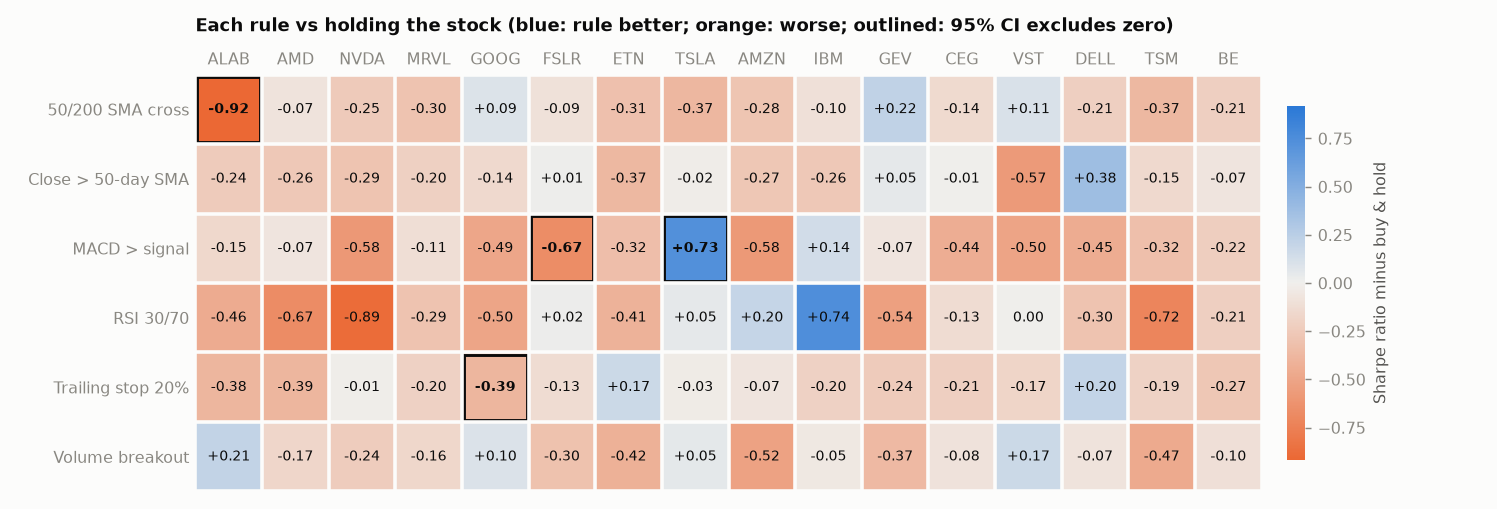 Each rule vs holding the stock (blue: rule better; orange: worse; outlined: 95% CI excludes zero)
ALAB AMD NVDA MRVL GOOG FSLR ETN TSLA AMZN IBM GEV CEG VST DELL TSM BE
50/200 SMA cross -0.92 -0.07 -0.25 -0.30 +0.09 -0.09 -0.31 -0.37 -0.28 -0.10 +0.22 -0.14 +0.11 -0.21 -0.37 -0.21
Close > 50-day SMA -0.24 -0.26 -0.29 -0.20 -0.14 +0.01 -0.37 -0.02 -0.27 -0.26 +0.05 -0.01 -0.57 +0.38 -0.15 -0.07
MACD > signal -0.15 -0.07 -0.58 -0.11 -0.49 -0.67 -0.32 +0.73 -0.58 +0.14 -0.07 -0.44 -0.50 -0.45 -0.32 -0.22
RSI 30/70 -0.46 -0.67 -0.89 -0.29 -0.50 +0.02 -0.41 +0.05 +0.20 +0.74 -0.54 -0.13 0.00 -0.30 -0.72 -0.21
Trailing stop 20% -0.38 -0.39 -0.01 -0.20 -0.39 -0.13 +0.17 -0.03 -0.07 -0.20 -0.24 -0.21 -0.17 +0.20 -0.19 -0.27
Volume breakout +0.21 -0.17 -0.24 -0.16 +0.10 -0.30 -0.42 +0.05 -0.52 -0.05 -0.37 -0.08 +0.17 -0.07 -0.47 -0.10
0.75
0.50
0.25
0.00
−0.25
−0.50
−0.75
Sharpe ratio minus buy & hold